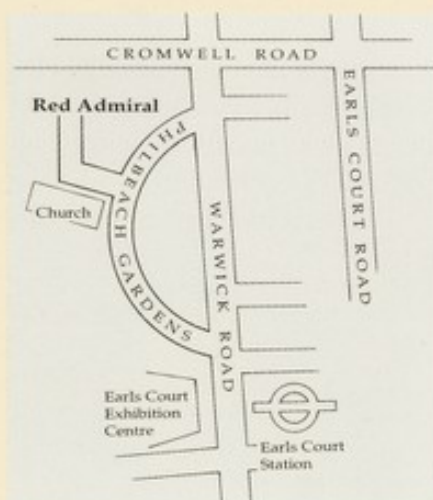 CROMWELL ROAD
Red Admiral
EARLS COURT ROAD
PHILBEACH GARDENS
Church
WARWICK ROAD
Earls Court
Exhibition
Centre
Earls Court
Station